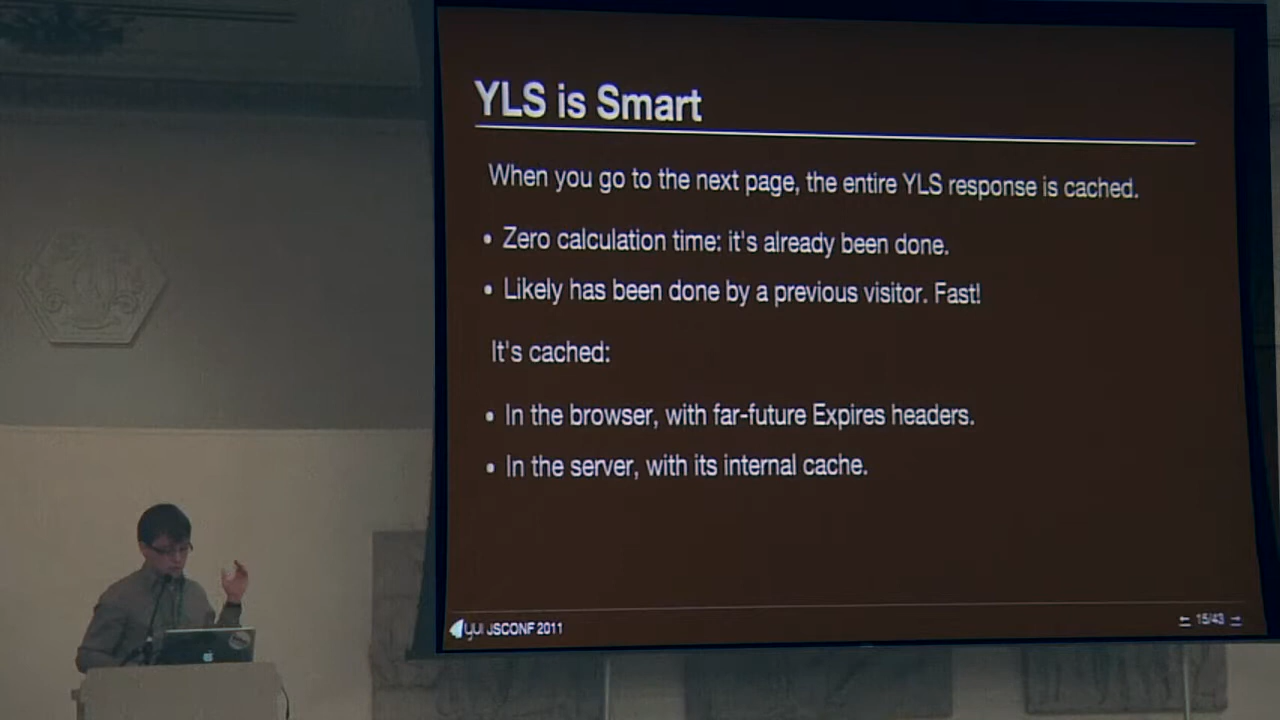 YLS is Smart
When you go to the next page, the entire YLS response is cached.
• Zero calculation time: it's already been done.
• Likely has been done by a previous visitor. Fast!
It's cached:
• In the browser, with far-future Expires headers.
• In the server, with its internal cache.
YUI JSCONF 2011
← 15/43 →